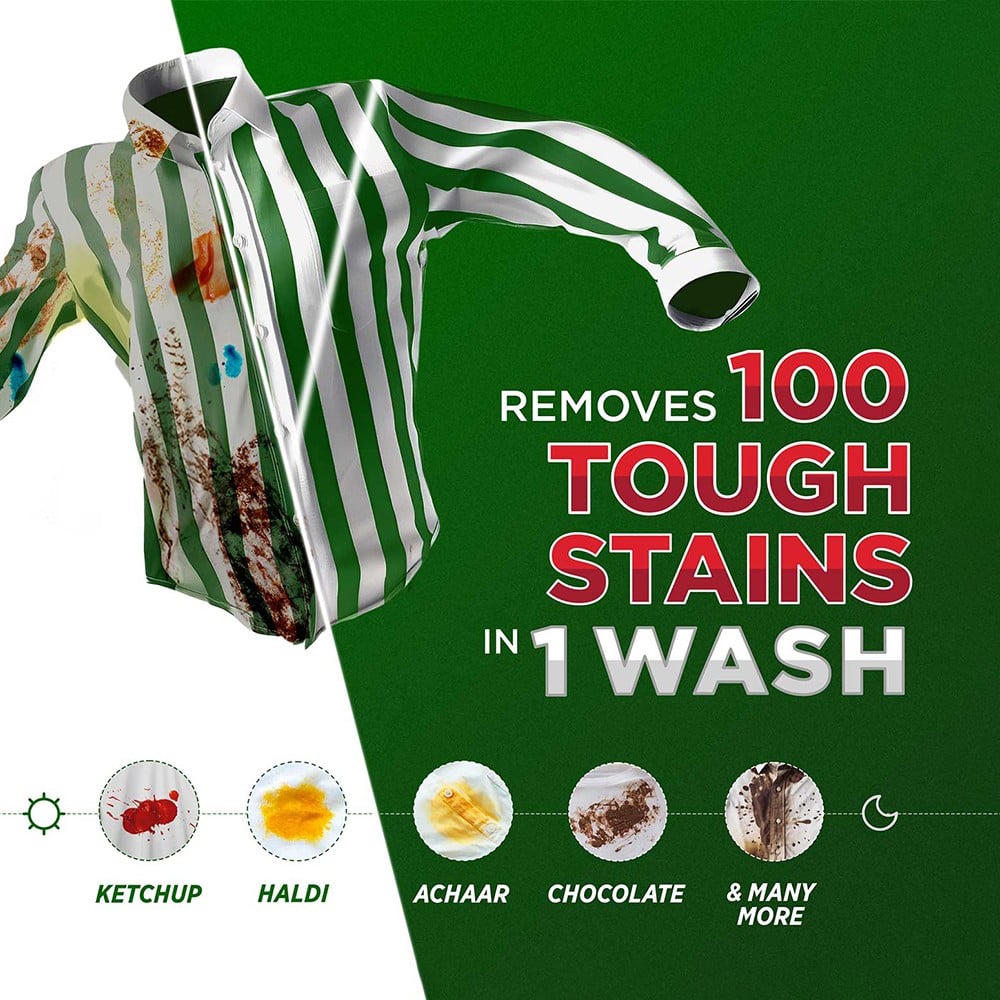 REMOVES 100
TOUGH
STAINS
IN 1 WASH
KETCHUP
HALDI
ACHAAR
CHOCOLATE
& MANY
MORE